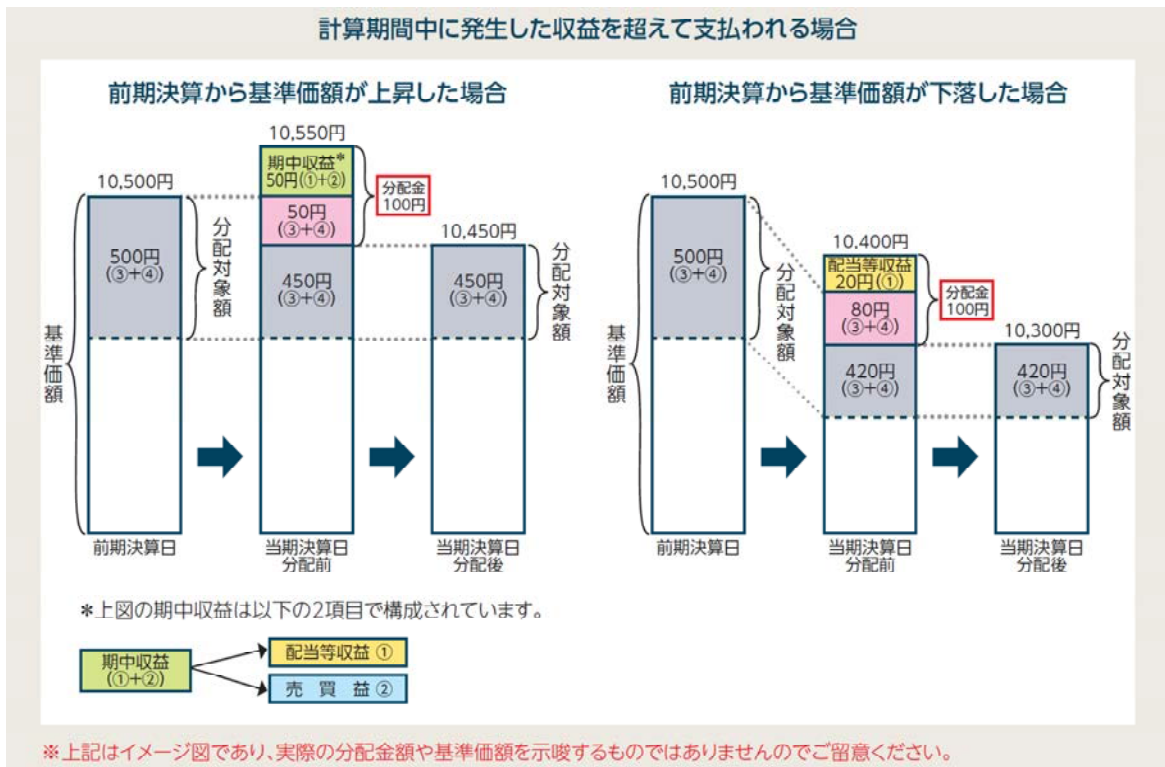 計算期間中に発生した収益を超えて支払われる場合
前期決算から基準価額が上昇した場合
10,500円
500円
(③+④)
分配対象額
基準価額
前期決算日
10,550円
期中収益*
50円(①+②)
50円
(③+④)
450円
(③+④)
分配金
100円
当期決算日
分配前
10,450円
450円
(③+④)
分配対象額
当期決算日
分配後
前期決算から基準価額が下落した場合
10,500円
500円
(③+④)
分配対象額
基準価額
前期決算日
10,400円
配当等収益
20円(①)
80円
(③+④)
420円
(③+④)
分配金
100円
当期決算日
分配前
10,300円
420円
(③+④)
分配対象額
当期決算日
分配後
*上図の期中収益は以下の2項目で構成されています。
期中収益
(①+②)
配当等収益 ①
売 買 益 ②
※上記はイメージ図であり、実際の分配金額や基準価額を示唆するものではありませんのでご留意ください。